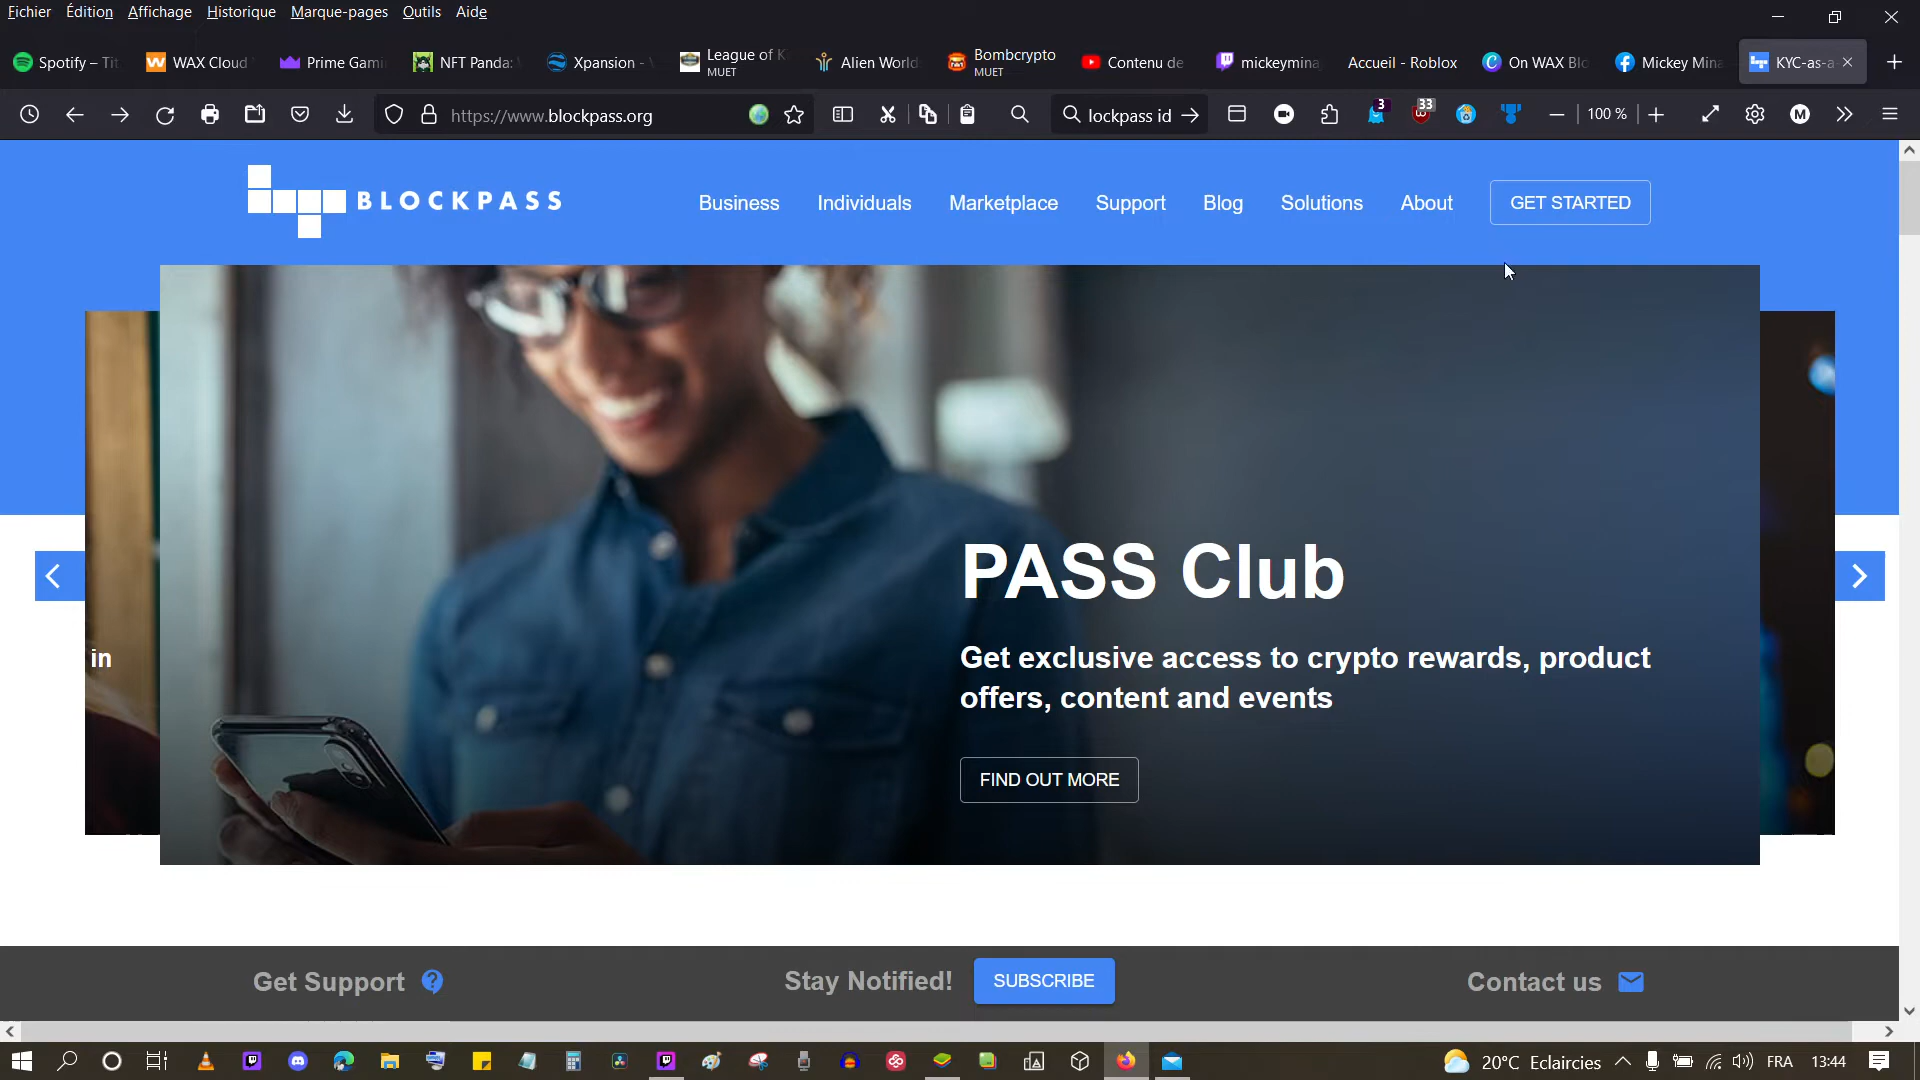 Fichier Édition Affichage Historique Marque-pages Outils Aide
Spotify – Tit
WAX Cloud
Prime Gami
NFT Panda:
Xpansion -
League of K
MUET
Alien World
Bombcrypto
MUET
Contenu de
mickeymina
Accueil - Roblox
On WAX Blo
Mickey Mina
KYC-as-a-
https://www.blockpass.org
lockpass id
3
33
100 %
M
BLOCKPASS
Business Individuals Marketplace Support Blog Solutions About GET STARTED
in
PASS Club
Get exclusive access to crypto rewards, product
offers, content and events
FIND OUT MORE
Get Support
Stay Notified! SUBSCRIBE
Contact us
20°C Eclaircies FRA 13:44